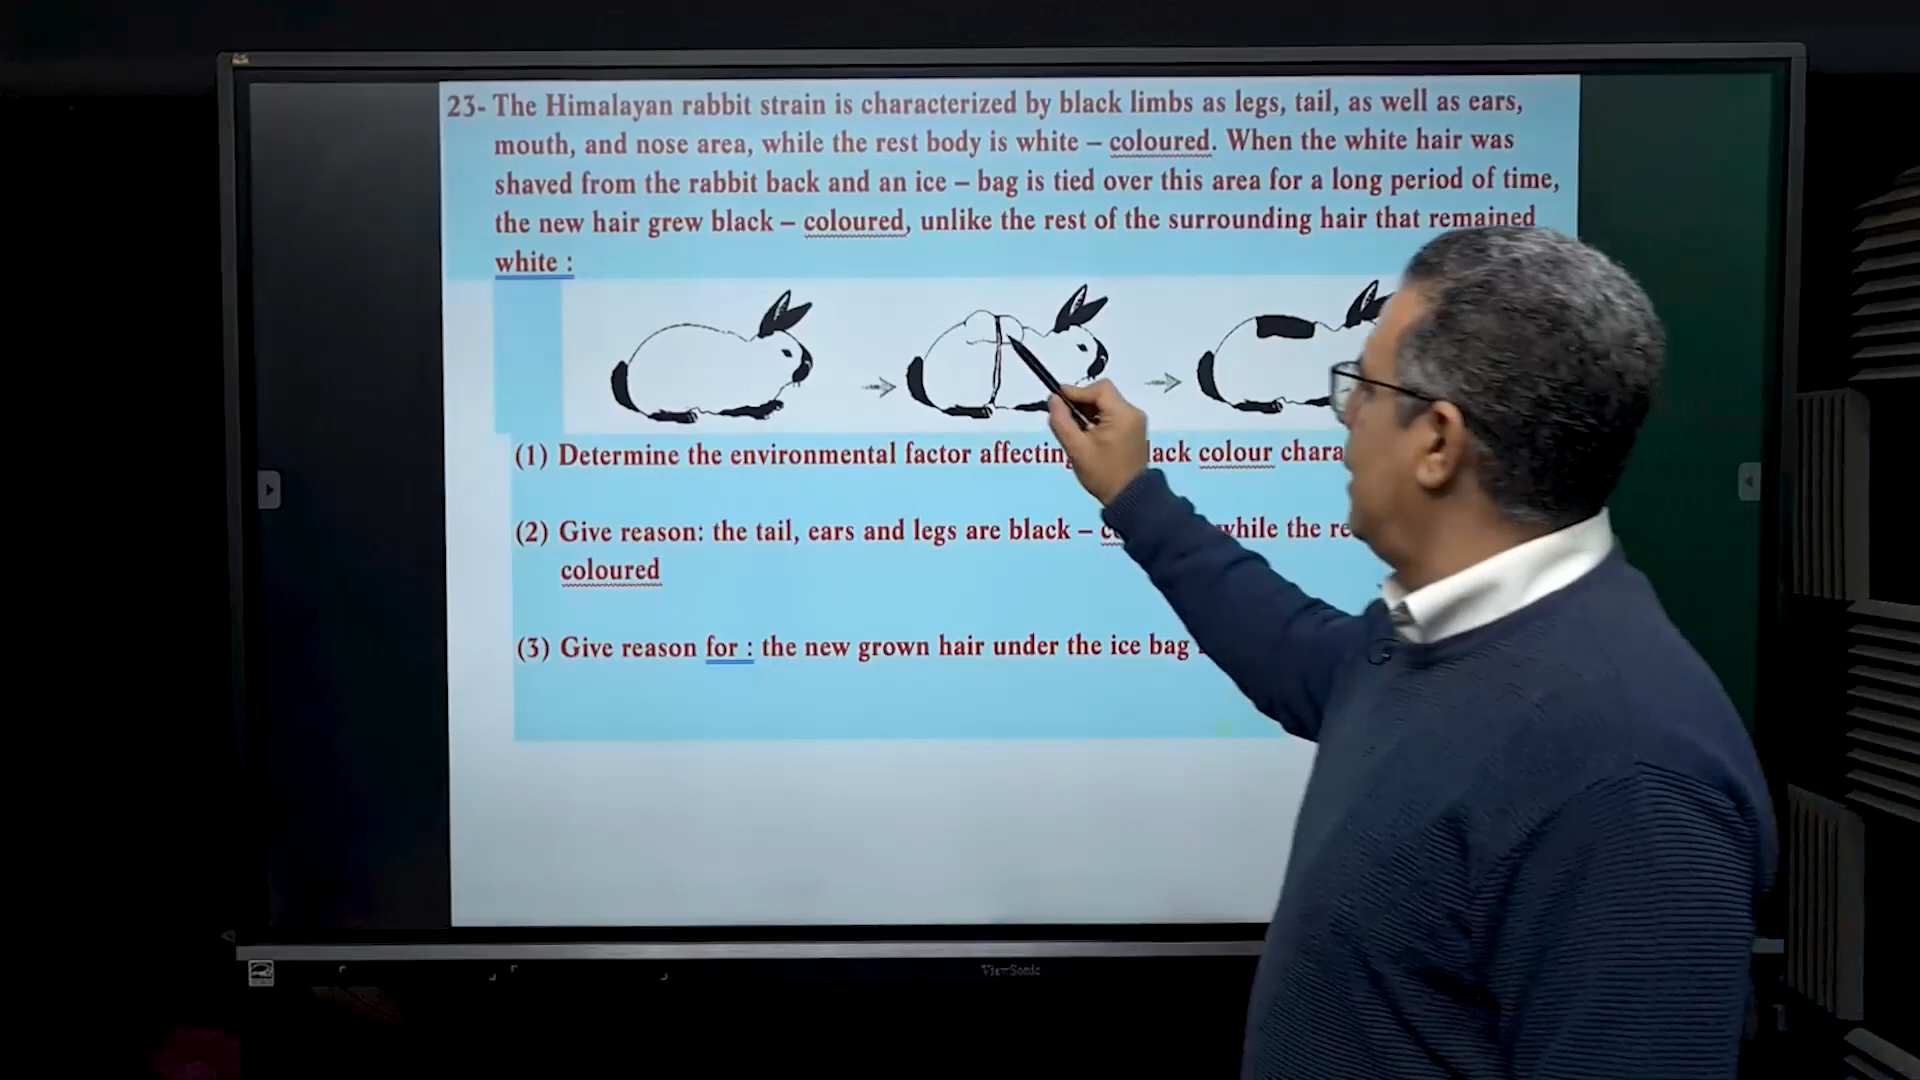 23- The Himalayan rabbit strain is characterized by black limbs as legs, tail, as well as ears,
mouth, and nose area, while the rest body is white – coloured. When the white hair was
shaved from the rabbit back and an ice – bag is tied over this area for a long period of time,
the new hair grew black – coloured, unlike the rest of the surrounding hair that remained
white :
(1) Determine the environmental factor affecting lack colour chara
(2) Give reason: the tail, ears and legs are black – while the re
coloured
(3) Give reason for : the new grown hair under the ice bag
ViewSonic